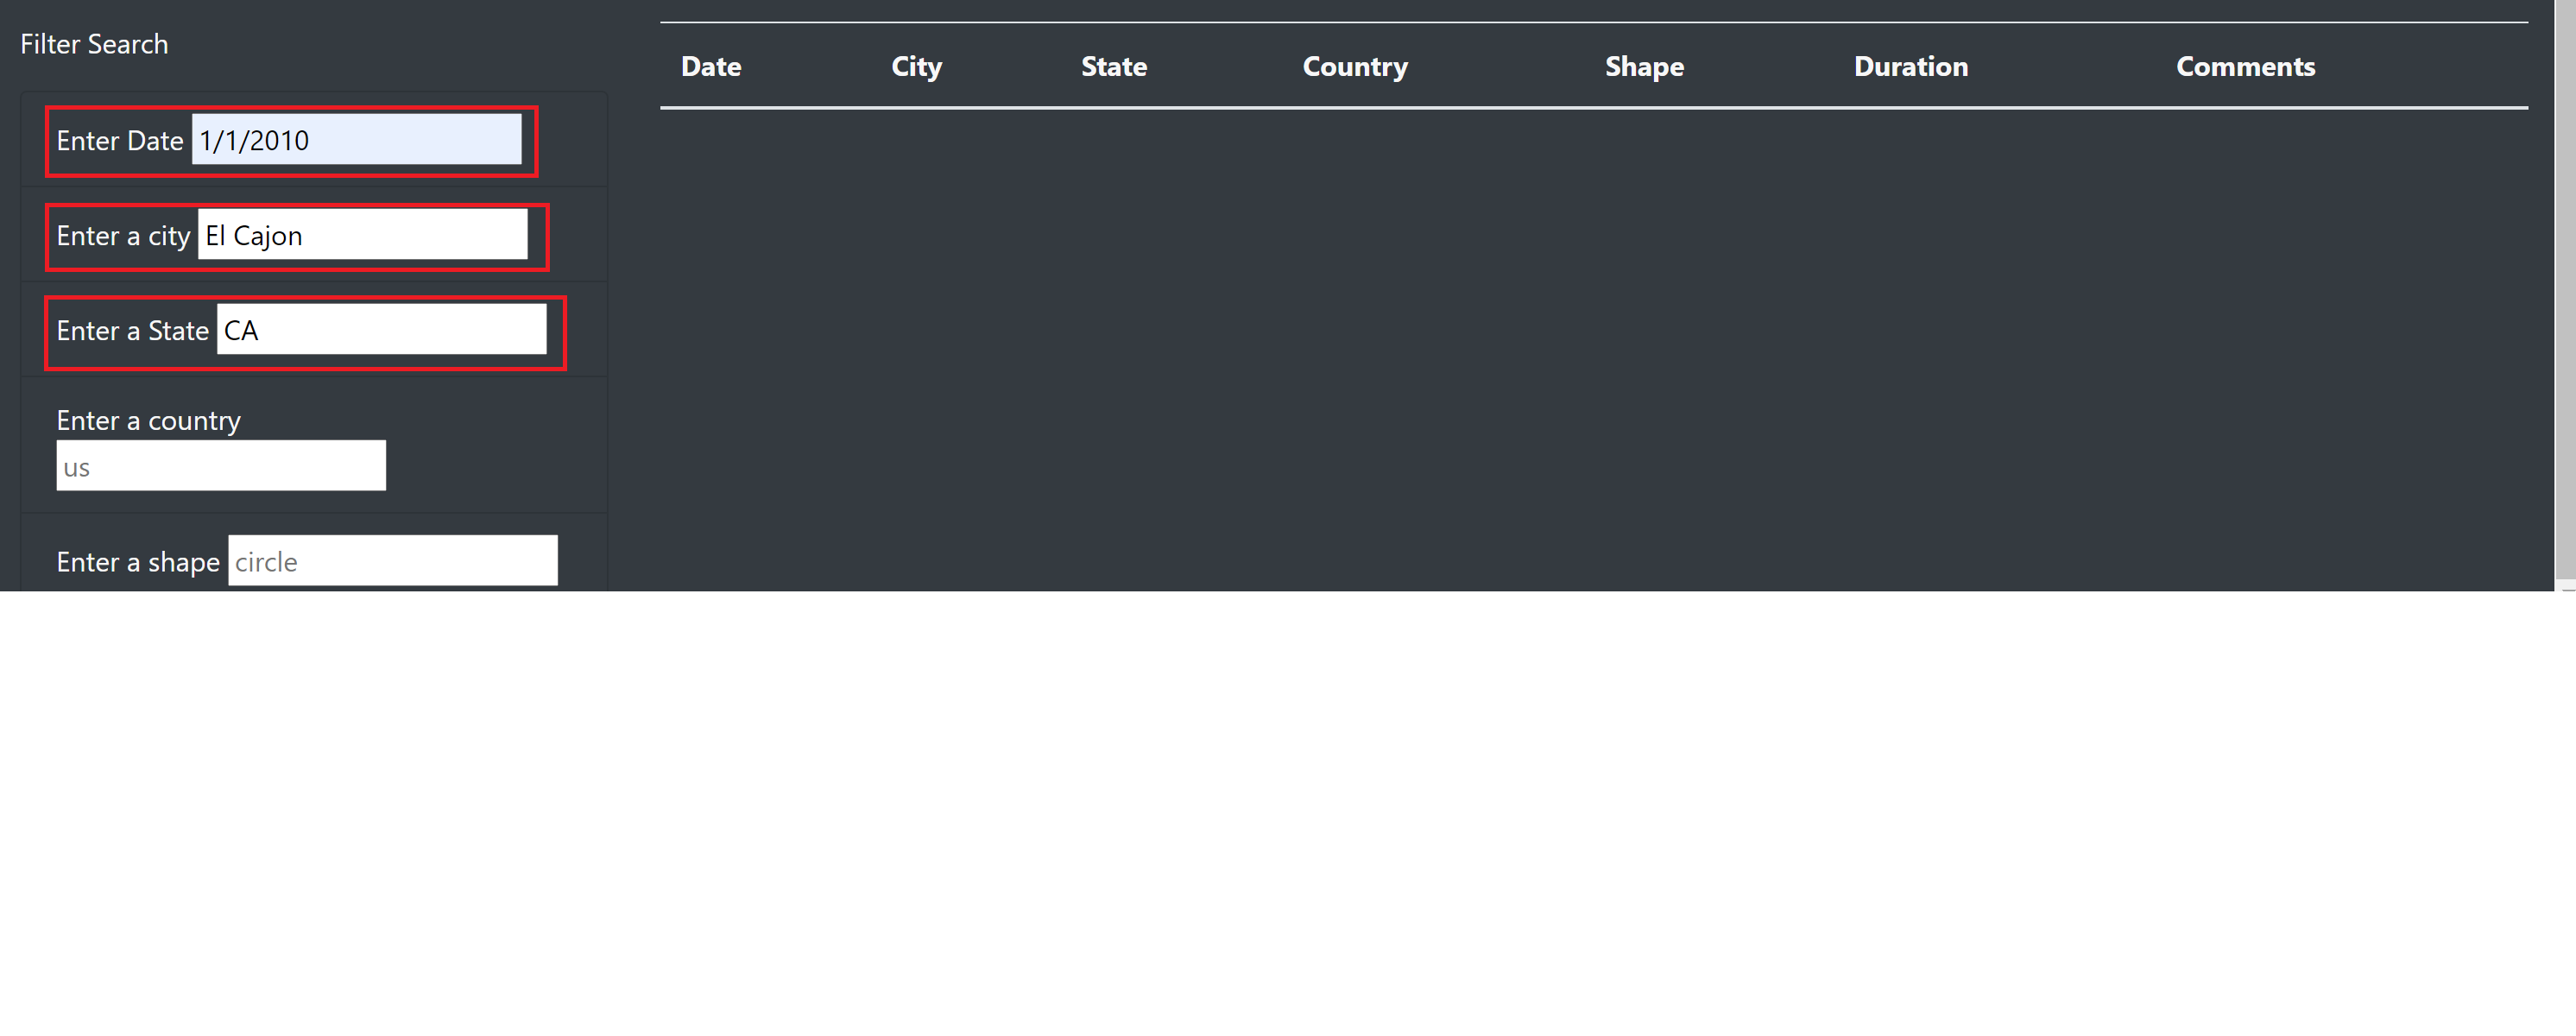 Filter Search
Date City State Country Shape Duration Comments
Enter Date 1/1/2010
Enter a city El Cajon
Enter a State CA
Enter a country
us
Enter a shape circle